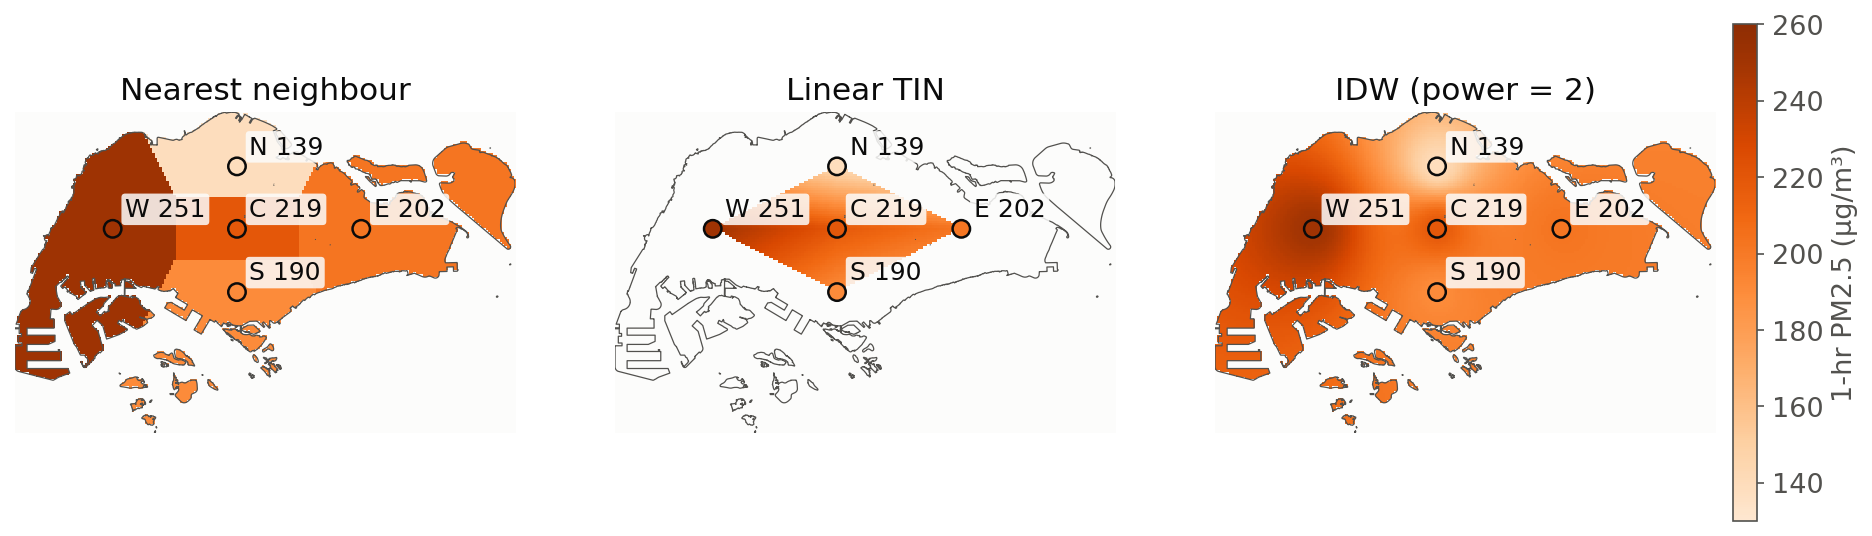 Nearest neighbour
N 139
W 251
C 219
E 202
S 190
Linear TIN
N 139
W 251
C 219
E 202
S 190
IDW (power = 2)
N 139
W 251
C 219
E 202
S 190
260
240
220
200
180
160
140
1-hr PM2.5 (µg/m³)